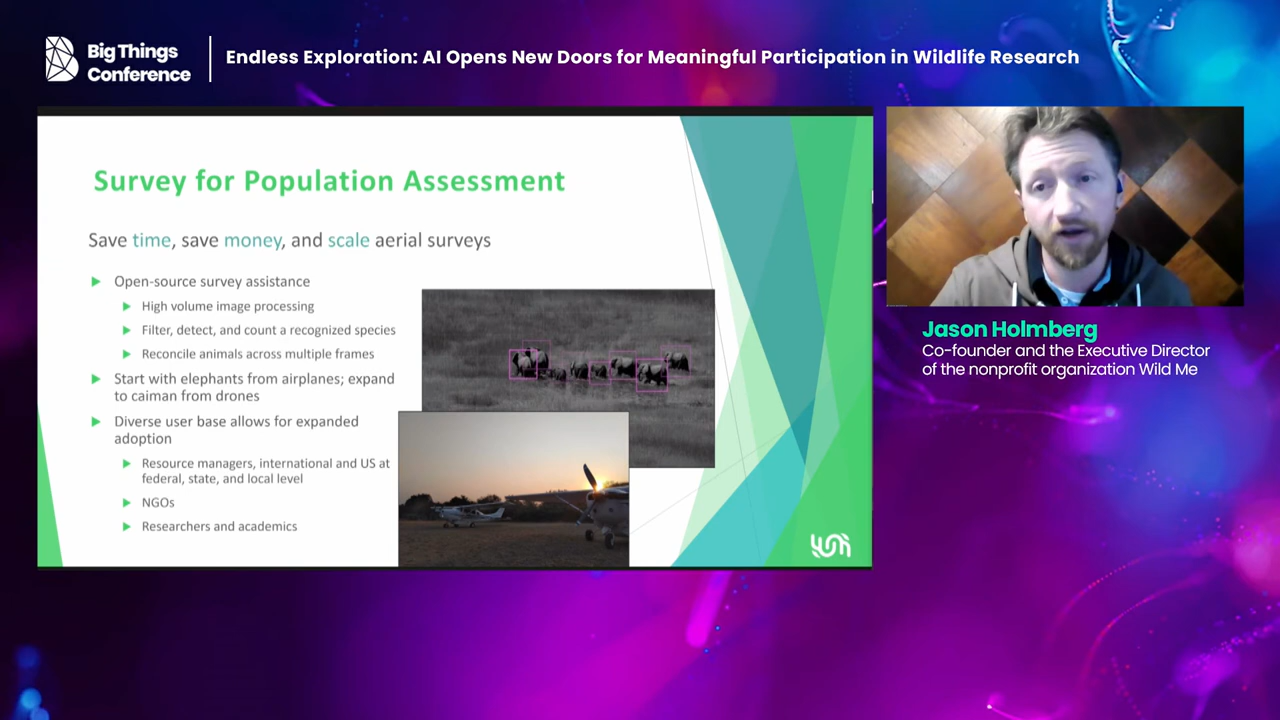 Big Things
Conference
Endless Exploration: AI Opens New Doors for Meaningful Participation in Wildlife Research
Survey for Population Assessment
Save time, save money, and scale aerial surveys
Open-source survey assistance
High volume image processing
Filter, detect, and count a recognized species
Reconcile animals across multiple frames
Start with elephants from airplanes; expand
to caiman from drones
Diverse user base allows for expanded
adoption
Resource managers, international and US at
federal, state, and local level
NGOs
Researchers and academics
Jason Holmberg
Co-founder and the Executive Director
of the nonprofit organization Wild Me